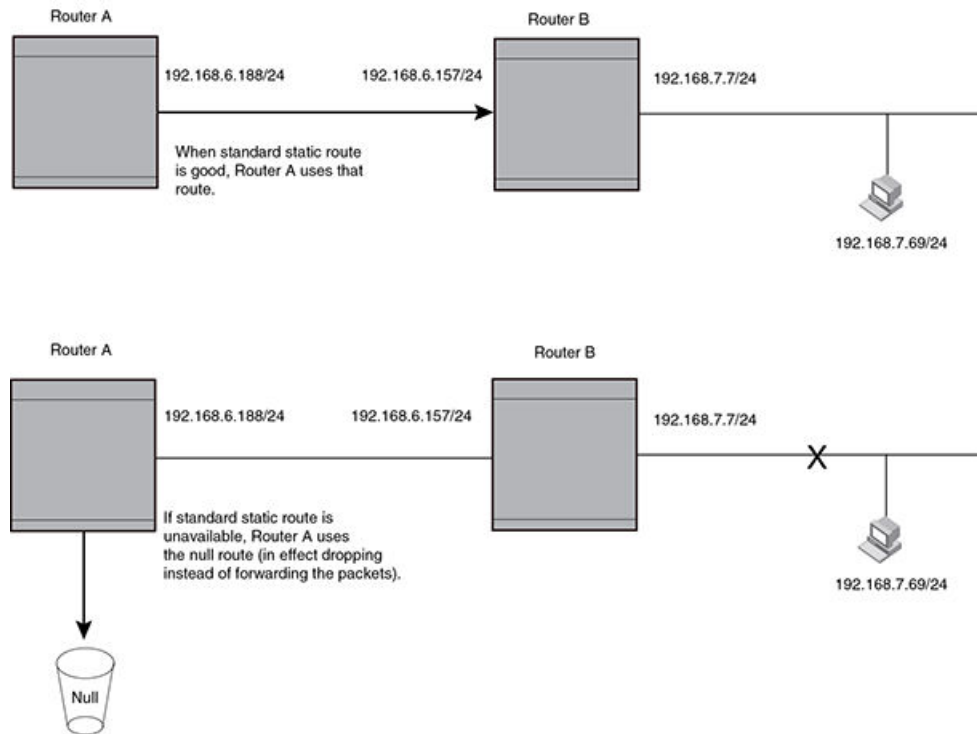 Router A
Router B
192.168.6.188/24
192.168.6.157/24
192.168.7.7/24
When standard static route
is good, Router A uses that
route.
192.168.7.69/24
Router A
Router B
192.168.6.188/24
192.168.6.157/24
192.168.7.7/24
X
If standard static route is
unavailable, Router A uses
the null route (in effect dropping
instead of forwarding the packets).
192.168.7.69/24
Null